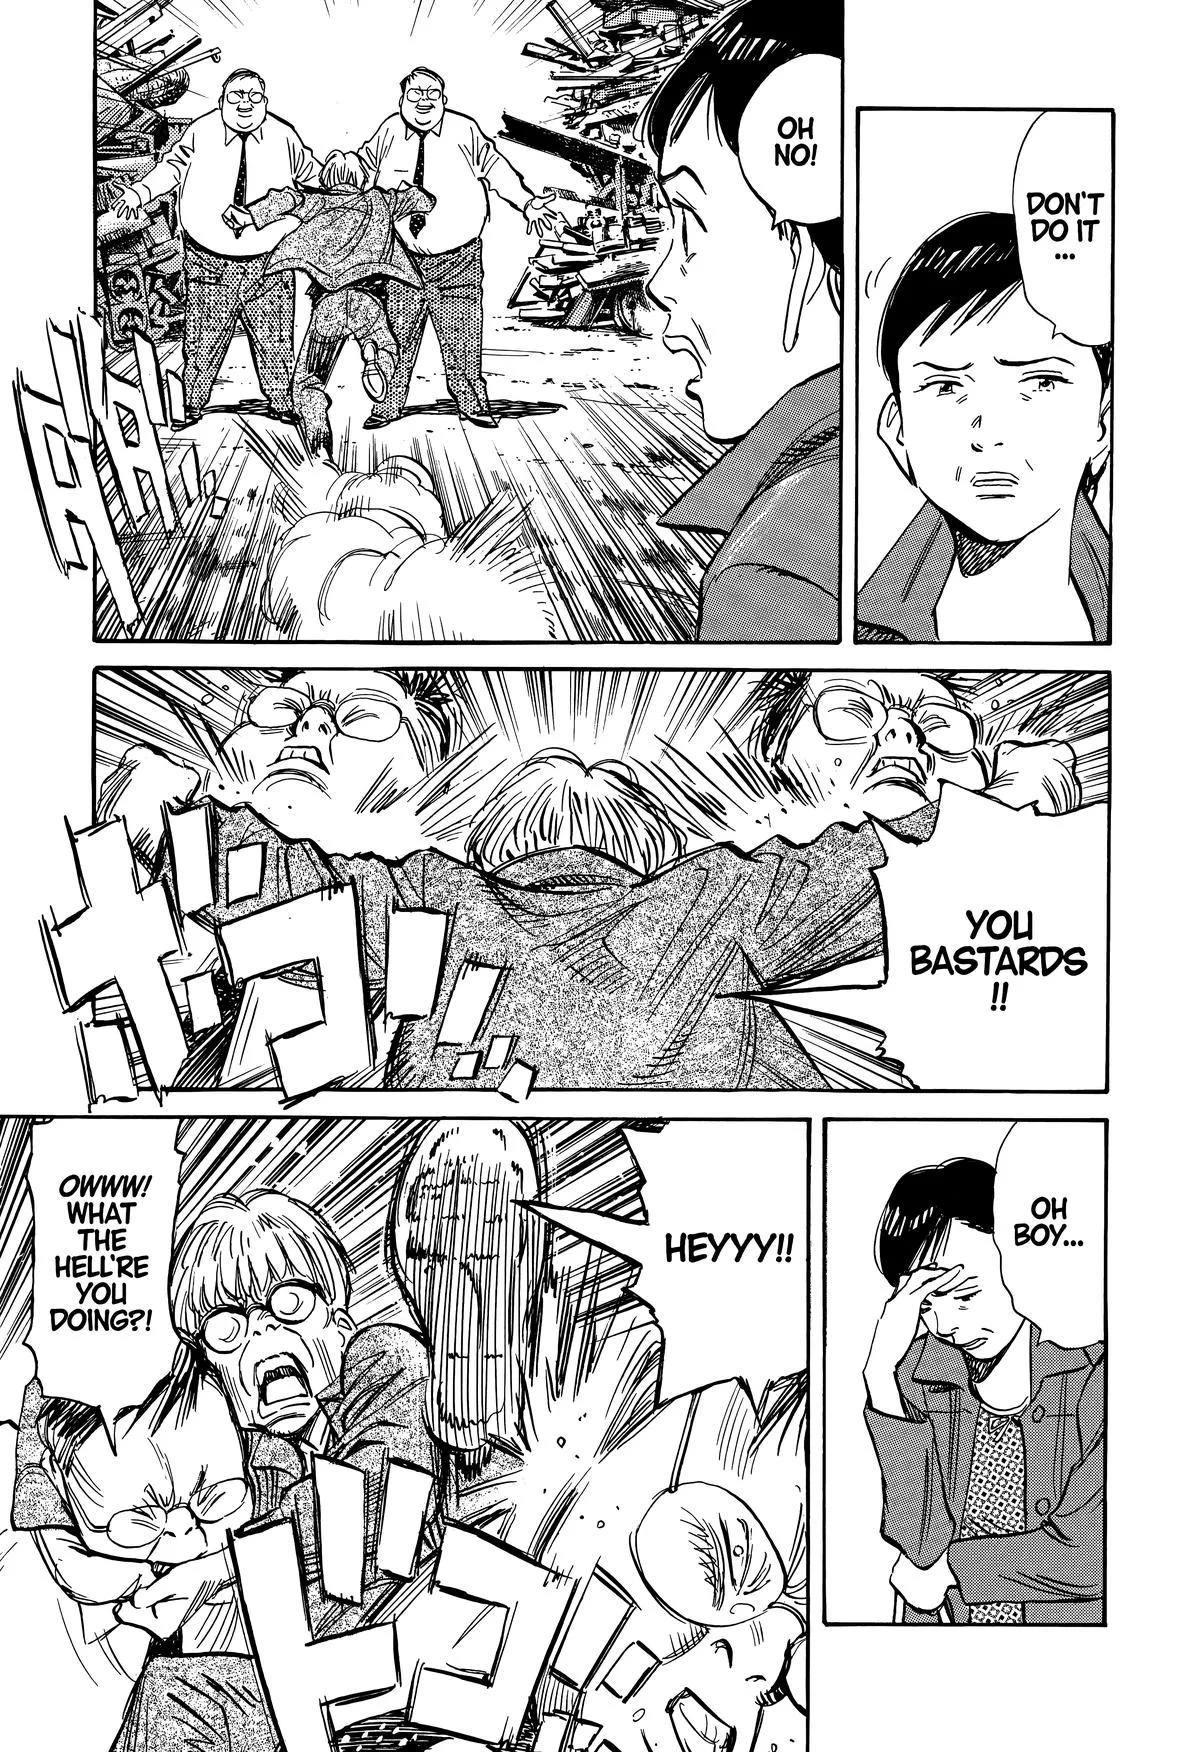 DON'T
DO IT
...
OH
NO!
YOU
BASTARDS
!!
OH
BOY...
HEYYY!!
OWWW!
WHAT
THE
HELL'RE
YOU
DOING?!